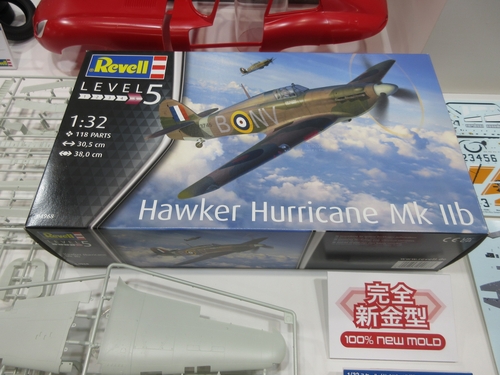 Revell
LEVEL 5
1:32
118 PARTS
30,5 cm
38,0 cm
B NV
Hawker Hurricane Mk IIb
完全
新金型
100% NEW MOLD
23456